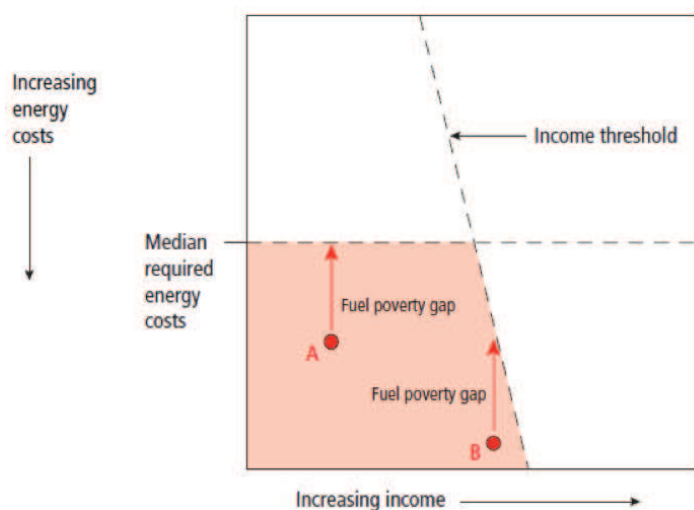 Increasing
energy
costs
Income threshold
Median
required
energy
costs
Fuel poverty gap
A
Fuel poverty gap
B
Increasing income